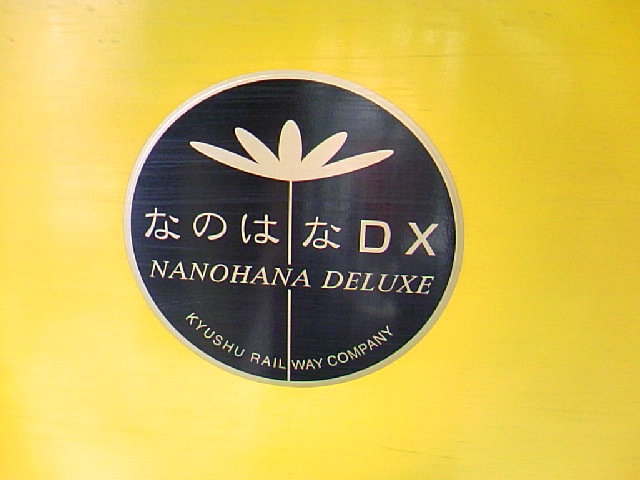 なのはなDX
NANOHANA DELUXE
KYUSHU RAILWAY COMPANY